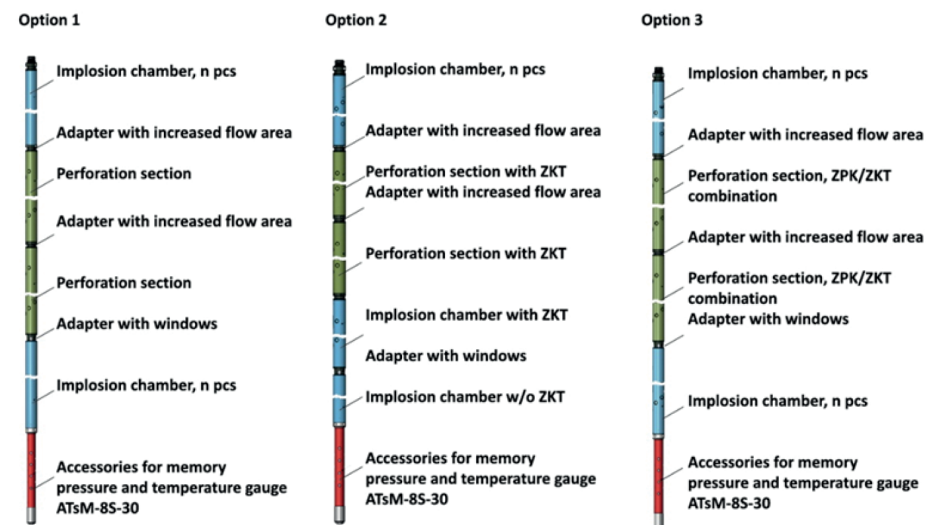 Option 1
Implosion chamber, n pcs
Adapter with increased flow area
Perforation section
Adapter with increased flow area
Perforation section
Adapter with windows
Implosion chamber, n pcs
Accessories for memory
pressure and temperature gauge
ATsM-8S-30
Option 2
Implosion chamber, n pcs
Adapter with increased flow area
Perforation section with ZKT
Adapter with increased flow area
Perforation section with ZKT
Implosion chamber with ZKT
Adapter with windows
Implosion chamber w/o ZKT
Accessories for memory
pressure and temperature gauge
ATsM-8S-30
Option 3
Implosion chamber, n pcs
Adapter with increased flow area
Perforation section, ZPK/ZKT
combination
Adapter with increased flow area
Perforation section, ZPK/ZKT
combination
Adapter with windows
Implosion chamber, n pcs
Accessories for memory
pressure and temperature gauge
ATsM-8S-30